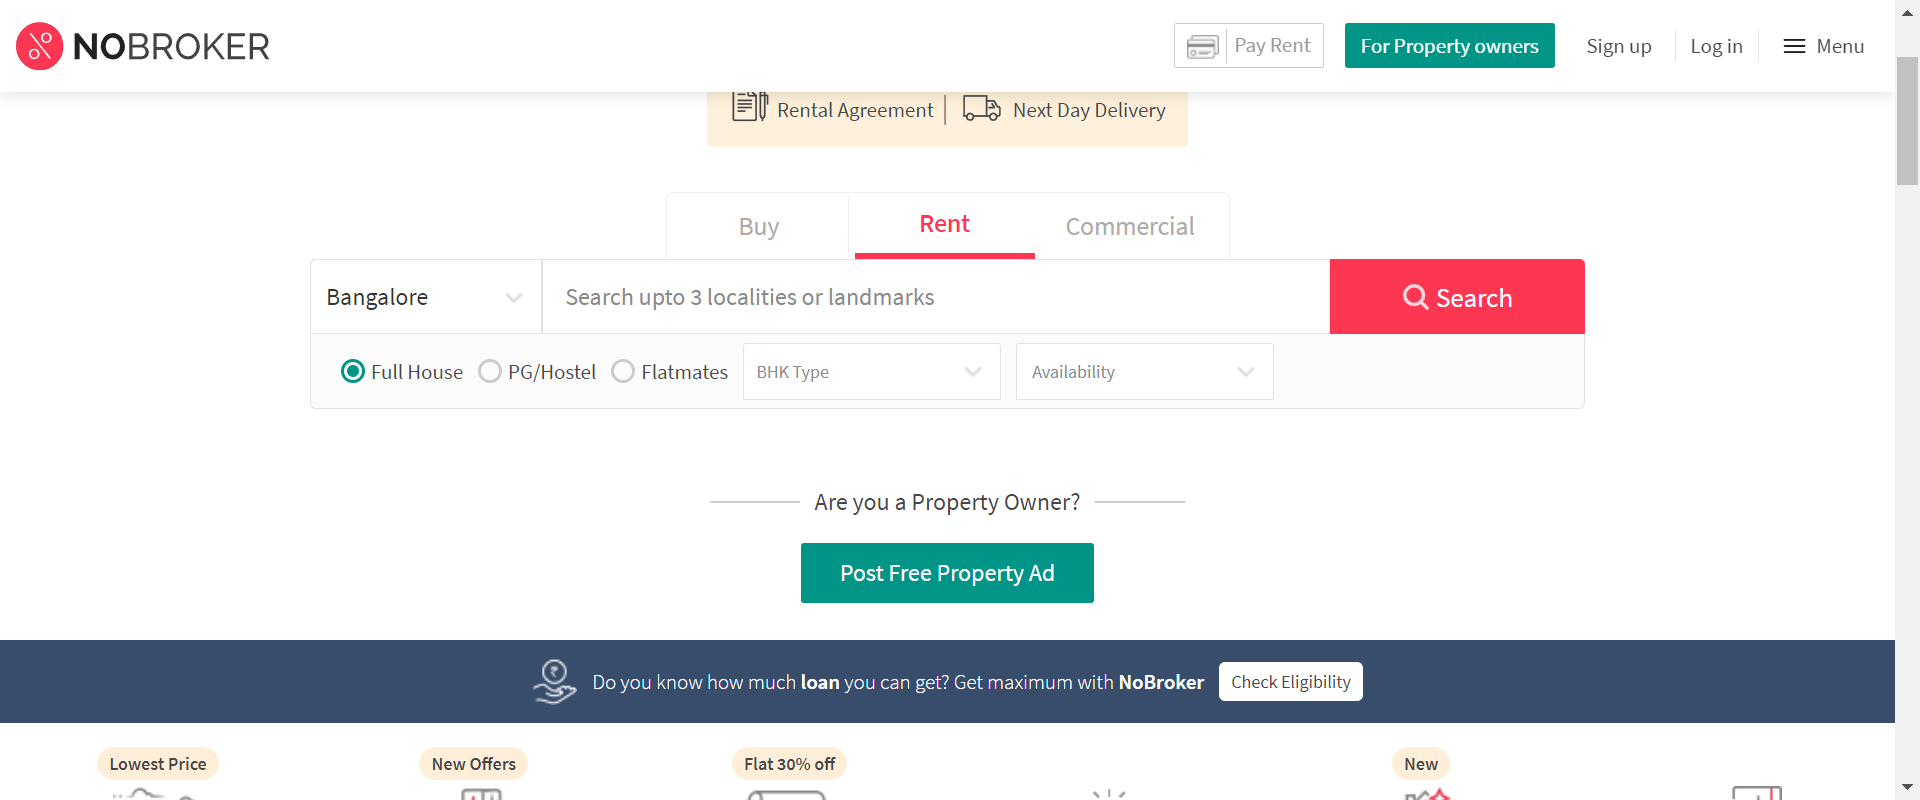 NOBROKER
Pay Rent
For Property owners
Sign up
Log in
Menu
Rental Agreement
Next Day Delivery
Buy
Rent
Commercial
Bangalore
Search upto 3 localities or landmarks
Search
Full House
PG/Hostel
Flatmates
BHK Type
Availability
Are you a Property Owner?
Post Free Property Ad
Do you know how much loan you can get? Get maximum with NoBroker
Check Eligibility
Lowest Price
New Offers
Flat 30% off
New